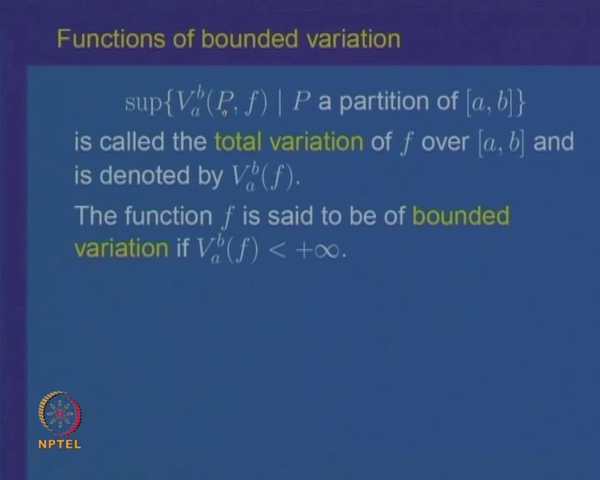 Functions of bounded variation
sup{V_a^b(P, f) | P a partition of [a, b]}
is called the total variation of f over [a, b] and
is denoted by V_a^b(f).
The function f is said to be of bounded
variation if V_a^b(f) < +∞.
NPTEL